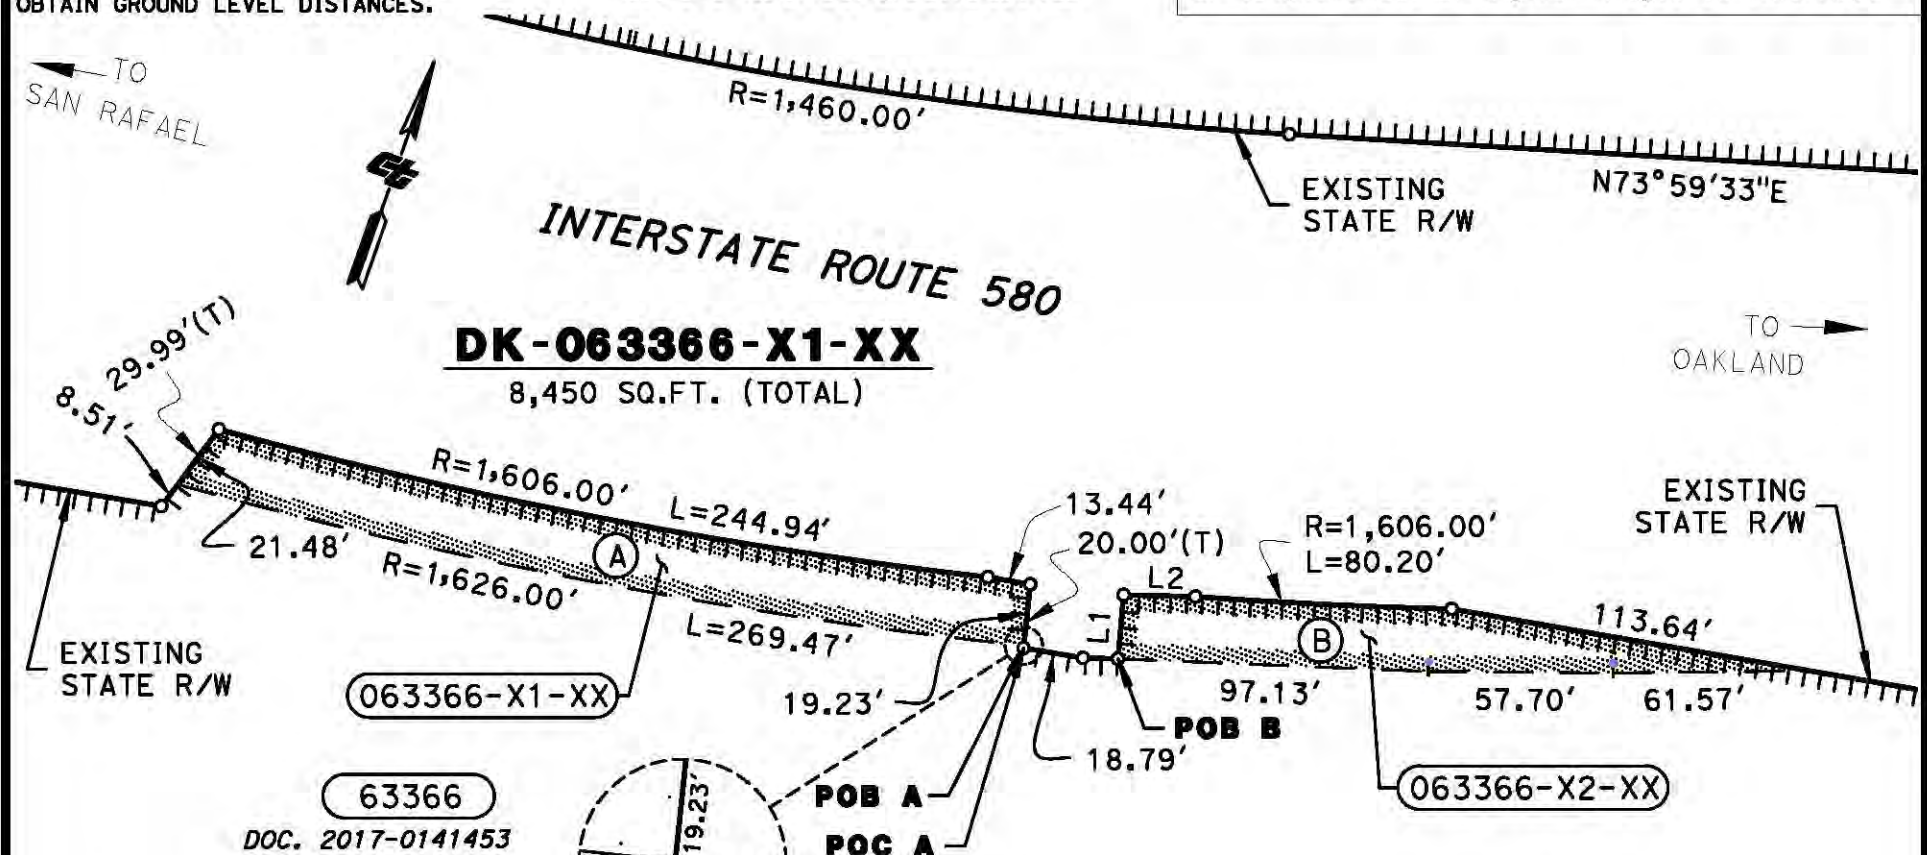 OBTAIN GROUND LEVEL DISTANCES.
TO
SAN RAFAEL
R=1,460.00'
EXISTING
STATE R/W
N73°59'33"E
INTERSTATE ROUTE 580
TO
OAKLAND
DK-063366-X1-XX
8,450 SQ.FT. (TOTAL)
29.99'(T)
8.51'
21.48'
R=1,606.00'
L=244.94'
A
R=1,626.00'
L=269.47'
13.44'
20.00'(T)
R=1,606.00'
L=80.20'
EXISTING
STATE R/W
L2
L1
B
113.64'
EXISTING
STATE R/W
063366-X1-XX
19.23'
97.13'
57.70'
61.57'
POB B
18.79'
063366-X2-XX
63366
DOC. 2017-0141453
19.23'
POB A
POC A